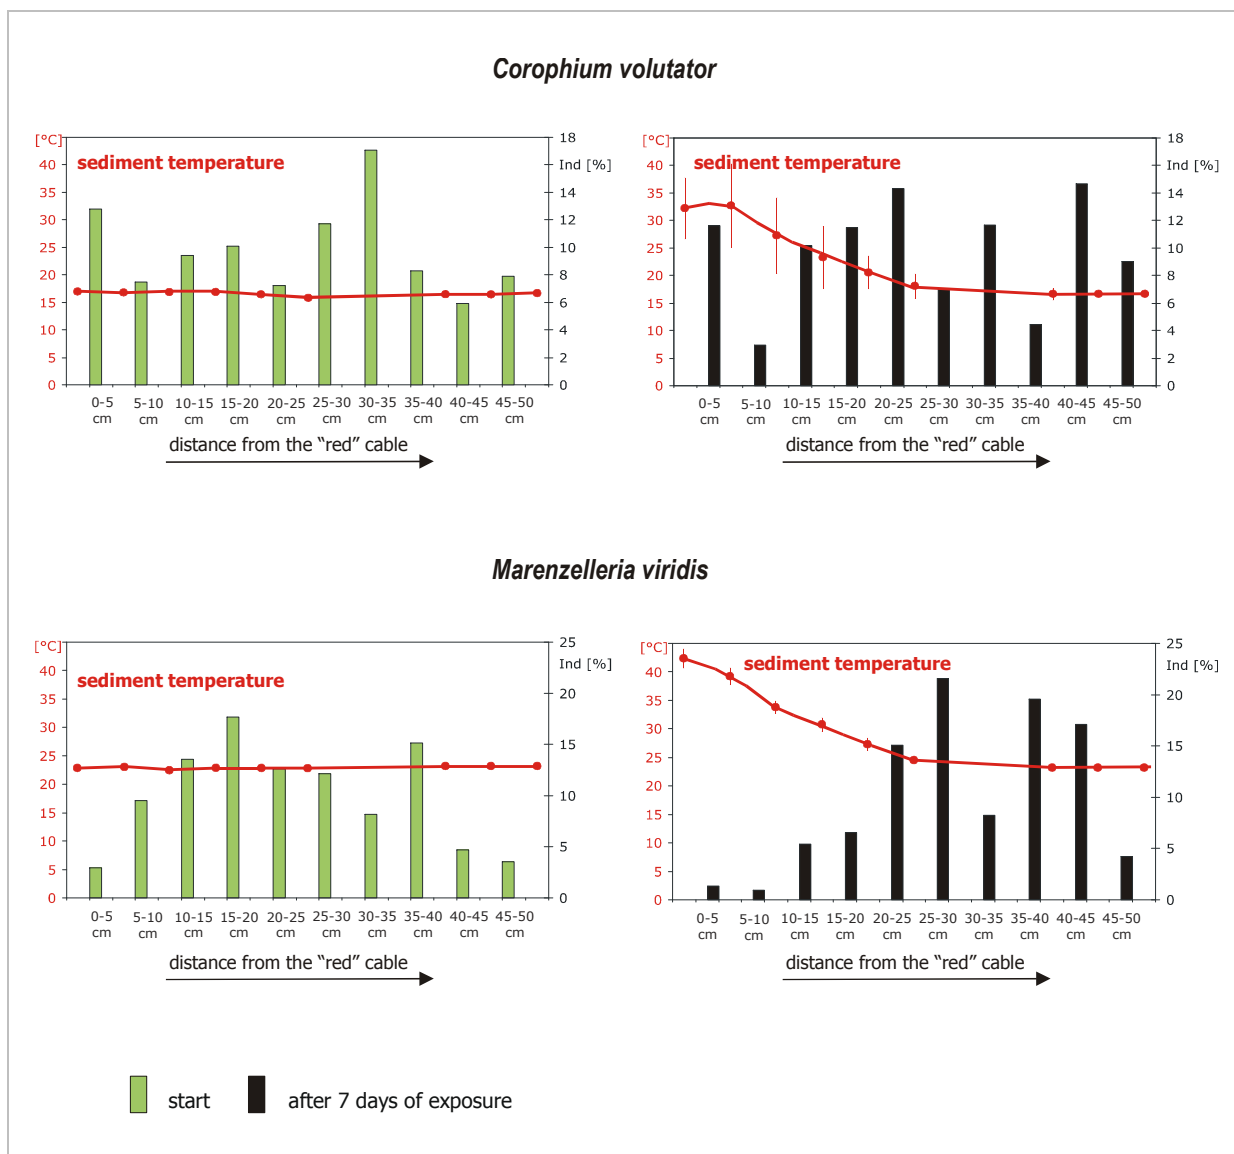 Corophium volutator
[°C]
sediment temperature
40
35
30
25
20
15
10
5
0
18
Ind [%]
14
12
10
8
6
4
2
0
0-5 5-10 10-15 15-20 20-25 25-30 30-35 35-40 40-45 45-50
cm cm cm cm cm cm cm cm cm cm
distance from the “red” cable
[°C]
sediment temperature
40
35
30
25
20
15
10
5
0
18
Ind [%]
14
12
10
8
6
4
2
0
0-5 5-10 10-15 15-20 20-25 25-30 30-35 35-40 40-45 45-50
cm cm cm cm cm cm cm cm cm cm
distance from the “red” cable
Marenzelleria viridis
[°C]
sediment temperature
40
35
30
25
20
15
10
5
0
25
Ind [%]
20
15
10
5
0
0-5 5-10 10-15 15-20 20-25 25-30 30-35 35-40 40-45 45-50
cm cm cm cm cm cm cm cm cm cm
distance from the “red” cable
[°C]
sediment temperature
40
35
30
25
20
15
10
5
0
25
Ind [%]
20
15
10
5
0
0-5 5-10 10-15 15-20 20-25 25-30 30-35 35-40 40-45 45-50
cm cm cm cm cm cm cm cm cm cm
distance from the “red” cable
start
after 7 days of exposure